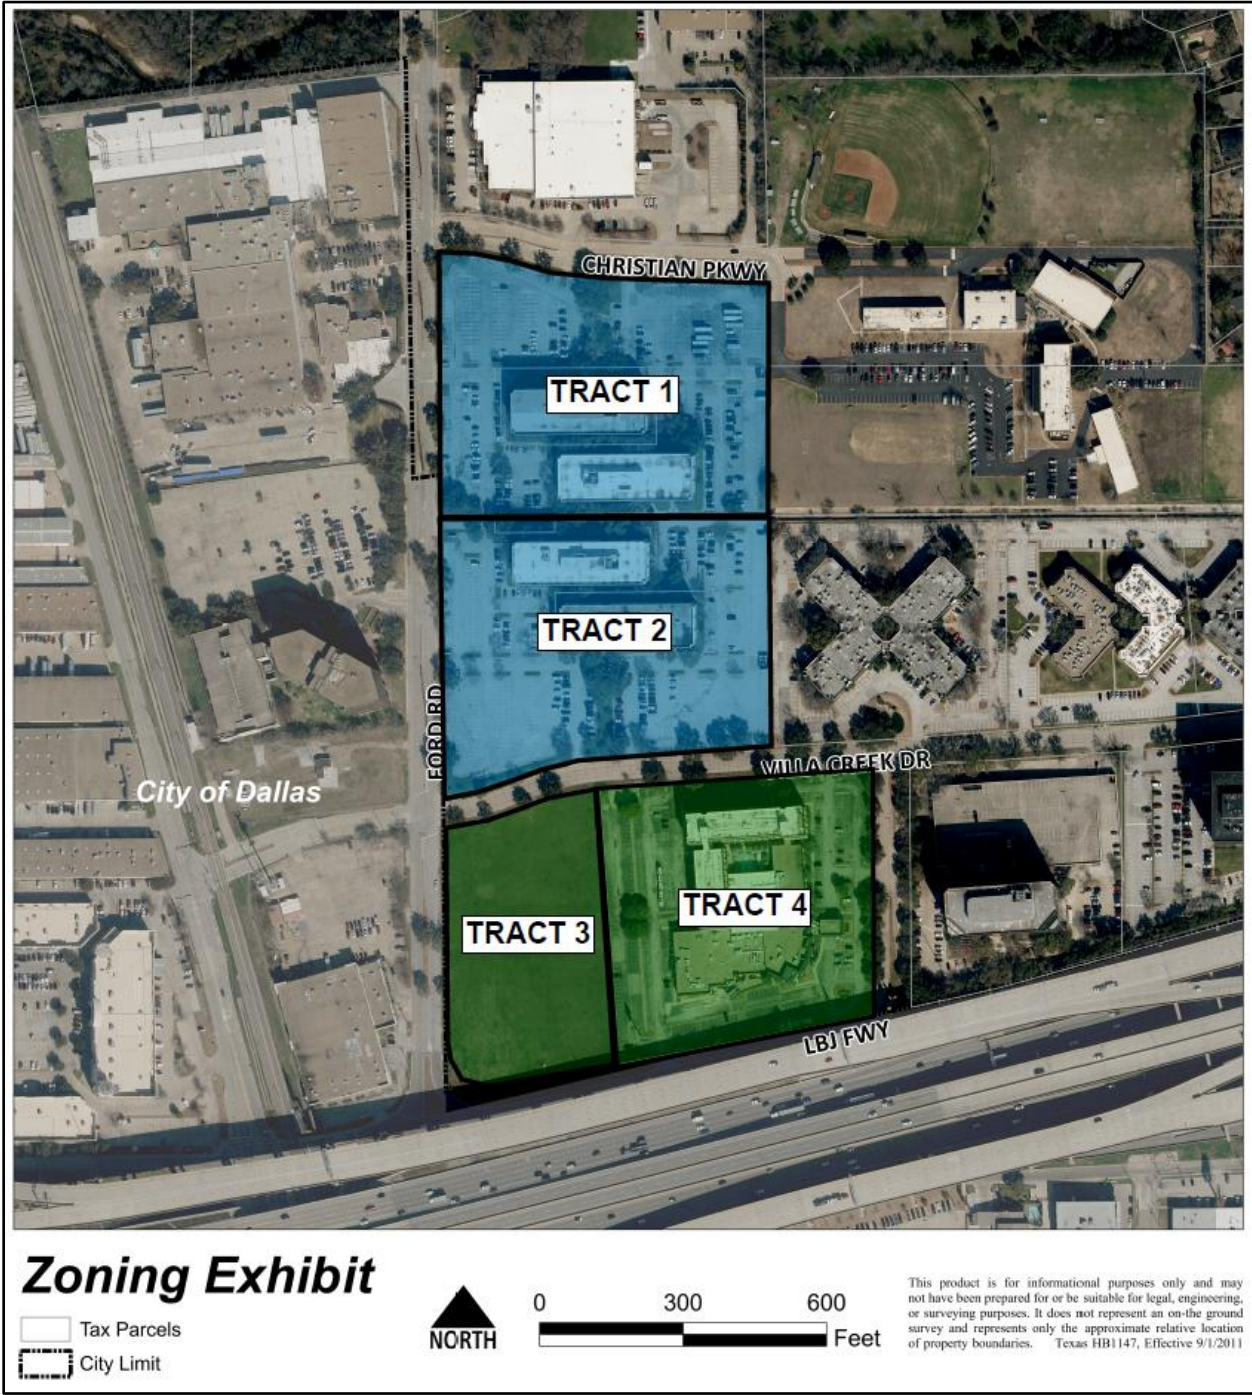 CHRISTIAN PKWY
TRACT 1
TRACT 2
FORD RD
VILLA CREEK DR
City of Dallas
TRACT 3
TRACT 4
LBJ FWY
Zoning Exhibit
Tax Parcels
City Limit
NORTH
0 300 600
Feet
This product is for informational purposes only and may
not have been prepared for or be suitable for legal, engineering,
or surveying purposes. It does not represent an on-the ground
survey and represents only the approximate relative location
of property boundaries. Texas HB1147, Effective 9/1/2011